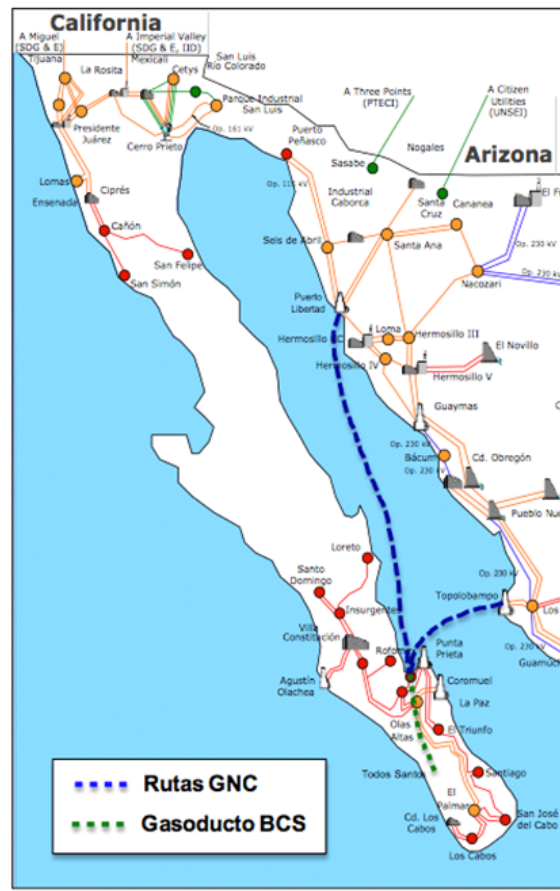 California
A Miguel
(SDG & E)
A Imperial Valley
(SDG & E, IID)
San Luis
Río Colorado
Tijuana
La Rosita
Mexicali
Cetys
Parque Industrial
San Luis
Presidente
Juárez
Cerro Prieto
Op. 161 kV
A Three Points
(PTECI)
A Citizen
Utilities
(UNSEI)
Puerto
Peñasco
Sasabe
Nogales
Arizona
Lomas
Ensenada
Ciprés
Cañón
San Felipe
San Simón
Industrial
Caborca
Santa
Cruz
Cananea
Seis de Abril
Santa Ana
Op. 230 kV
Op. 230 kV
Nacozari
Puerto
Libertad
Loma
Hermosillo III
El Novillo
Hermosillo IV
Hermosillo V
Guaymas
Op. 230 kV
Bácum
Op. 230 kV
Cd. Obregón
Loreto
Santo
Domingo
Insurgentes
Villa
Constitución
Agustín
Olachea
Op. 230 kV
Topolobampo
Los
Op. 230 kV
Punta
Prieta
Coromuel
La Paz
Olas
Altas
El Triunfo
Todos Santos
Santiago
El
Palmar
Cd. Los
Cabos
San José
del Cabo
Los Cabos
Rutas GNC
Gasoducto BCS